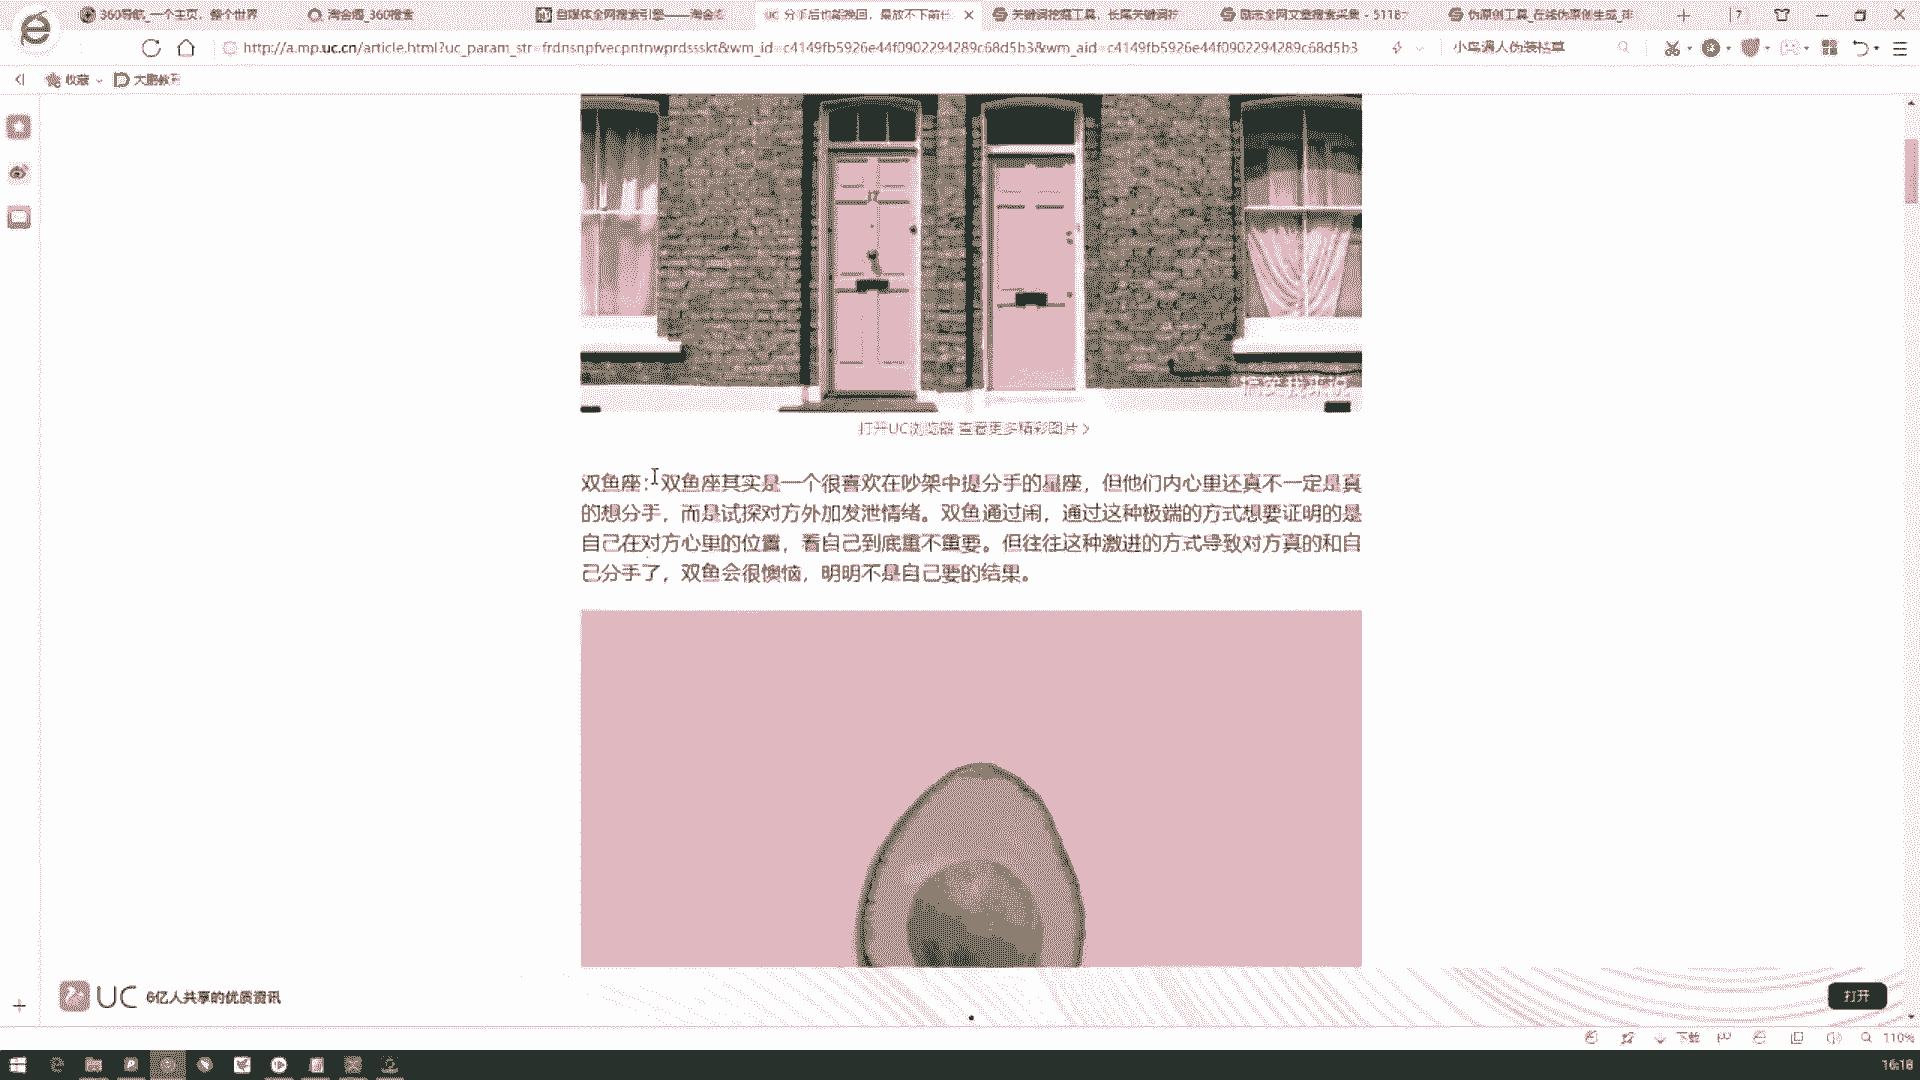 360导航_一个主页，整个世界
淘金阁_360搜索
自媒体全网搜索引擎——淘金阁
UC 分手后也能挽回，最放不下前任
关键词挖掘工具，长尾关键词挖
励志全网文章搜索采集 - 5118
伪原创工具_在线伪原创生成_
7
http://a.mp.uc.cn/article.html?uc_param_str=frdnsnpfvecpntnwprdssskt&wm_id=c4149fb5926e44f0902294289c68d5b3&wm_aid=c4149fb5926e44f0902294289c68d5b3
小鸟遇人伪装枯草
收藏
大鹏教育
17
打开UC浏览器 查看更多精彩图片 >
双鱼座：双鱼座其实是一个很喜欢在吵架中提分手的星座，但他们内心里还真不一定是真
的想分手，而是试探对方外加发泄情绪。双鱼通过闹，通过这种极端的方式想要证明的是
自己在对方心里的位置，看自己到底重不重要。但往往这种激进的方式导致对方真的和自
己分手了，双鱼会很懊恼，明明不是自己要的结果。
UC 6亿人共享的优质资讯
打开
下载
110%
16:18